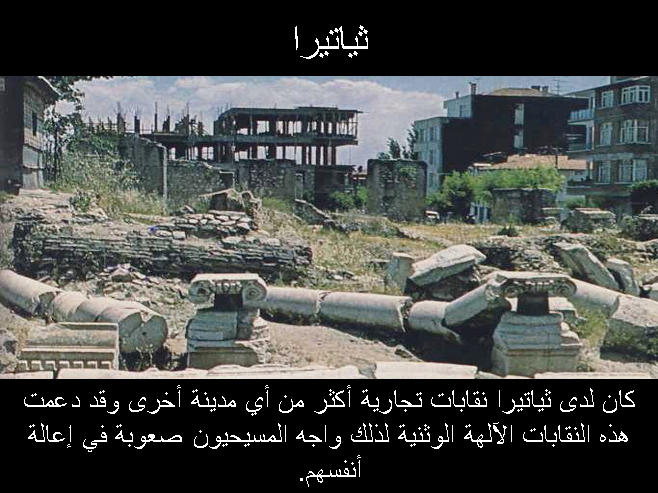 ثياتيرا
كان لدى ثياتيرا نقابات تجارية أكثر من أي مدينة أخرى وقد دعمت
هذه النقابات الآلهة الوثنية لذلك واجه المسيحيون صعوبة في إعالة
أنفسهم.